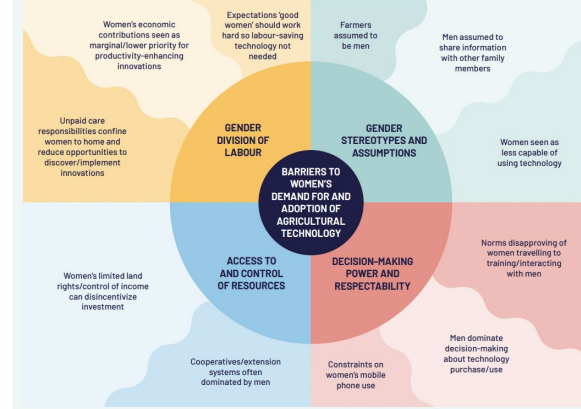 Women's economic
contributions seen as
marginal/lower priority for
productivity-enhancing
innovations
Expectations 'good
women' should work
hard so labour-saving
technology not
needed
Farmers
assumed to
be men
Men assumed to
share information
with other family
members
Unpaid care
responsibilities confine
women to home and
reduce opportunities to
discover/implement
innovations
GENDER
DIVISION OF
LABOUR
GENDER
STEREOTYPES AND
ASSUMPTIONS
Women seen as
less capable of
using technology
BARRIERS TO
WOMEN'S
DEMAND FOR AND
ADOPTION OF
AGRICULTURAL
TECHNOLOGY
ACCESS TO
AND CONTROL
OF RESOURCES
DECISION-MAKING
POWER AND
RESPECTABILITY
Norms disapproving of
women travelling to
training/interacting
with men
Women's limited land
rights/control of income
can disincentivize
investment
Cooperatives/extension
systems often
dominated by men
Constraints on
women's mobile
phone use
Men dominate
decision-making
about technology
purchase/use